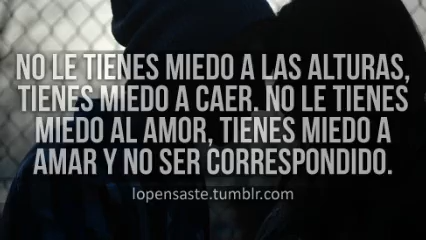 NO LE TIENES MIEDO A LAS ALTURAS,
TIENES MIEDO A CAER. NO LE TIENES
MIEDO AL AMOR, TIENES MIEDO A
AMAR Y NO SER CORRESPONDIDO.
lopensaste.tumblr.com